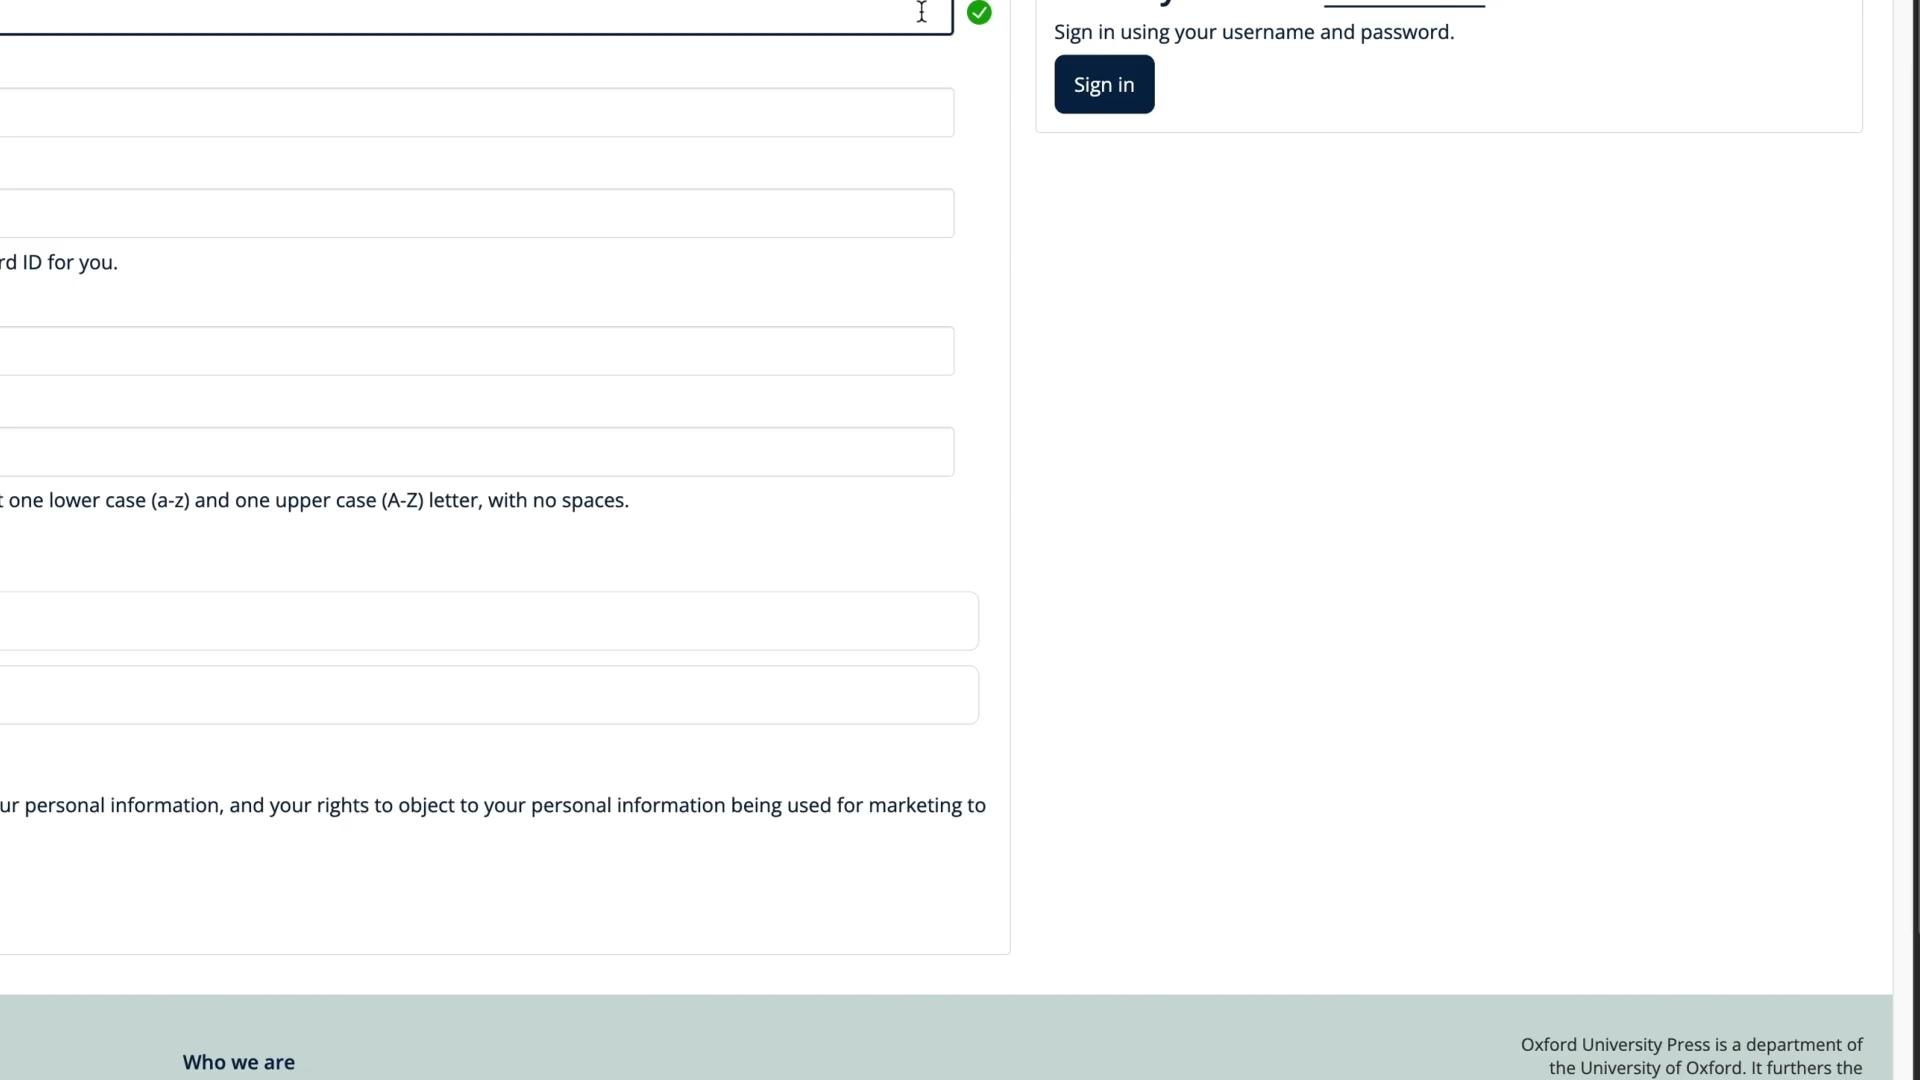 Sign in using your username and password.
Sign in
rd ID for you.
one lower case (a-z) and one upper case (A-Z) letter, with no spaces.
ur personal information, and your rights to object to your personal information being used for marketing to
Who we are
Oxford University Press is a department of
the University of Oxford. It furthers the